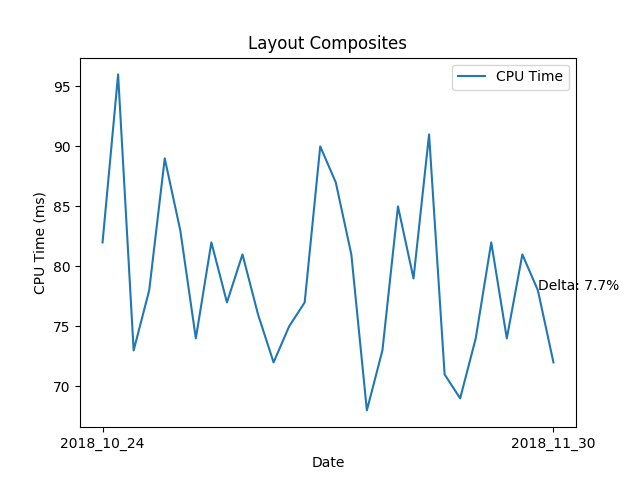 Layout Composites
CPU Time
95
90
85
80
75
70
CPU Time (ms)
Delta: 7.7%
2018_10_24
2018_11_30
Date